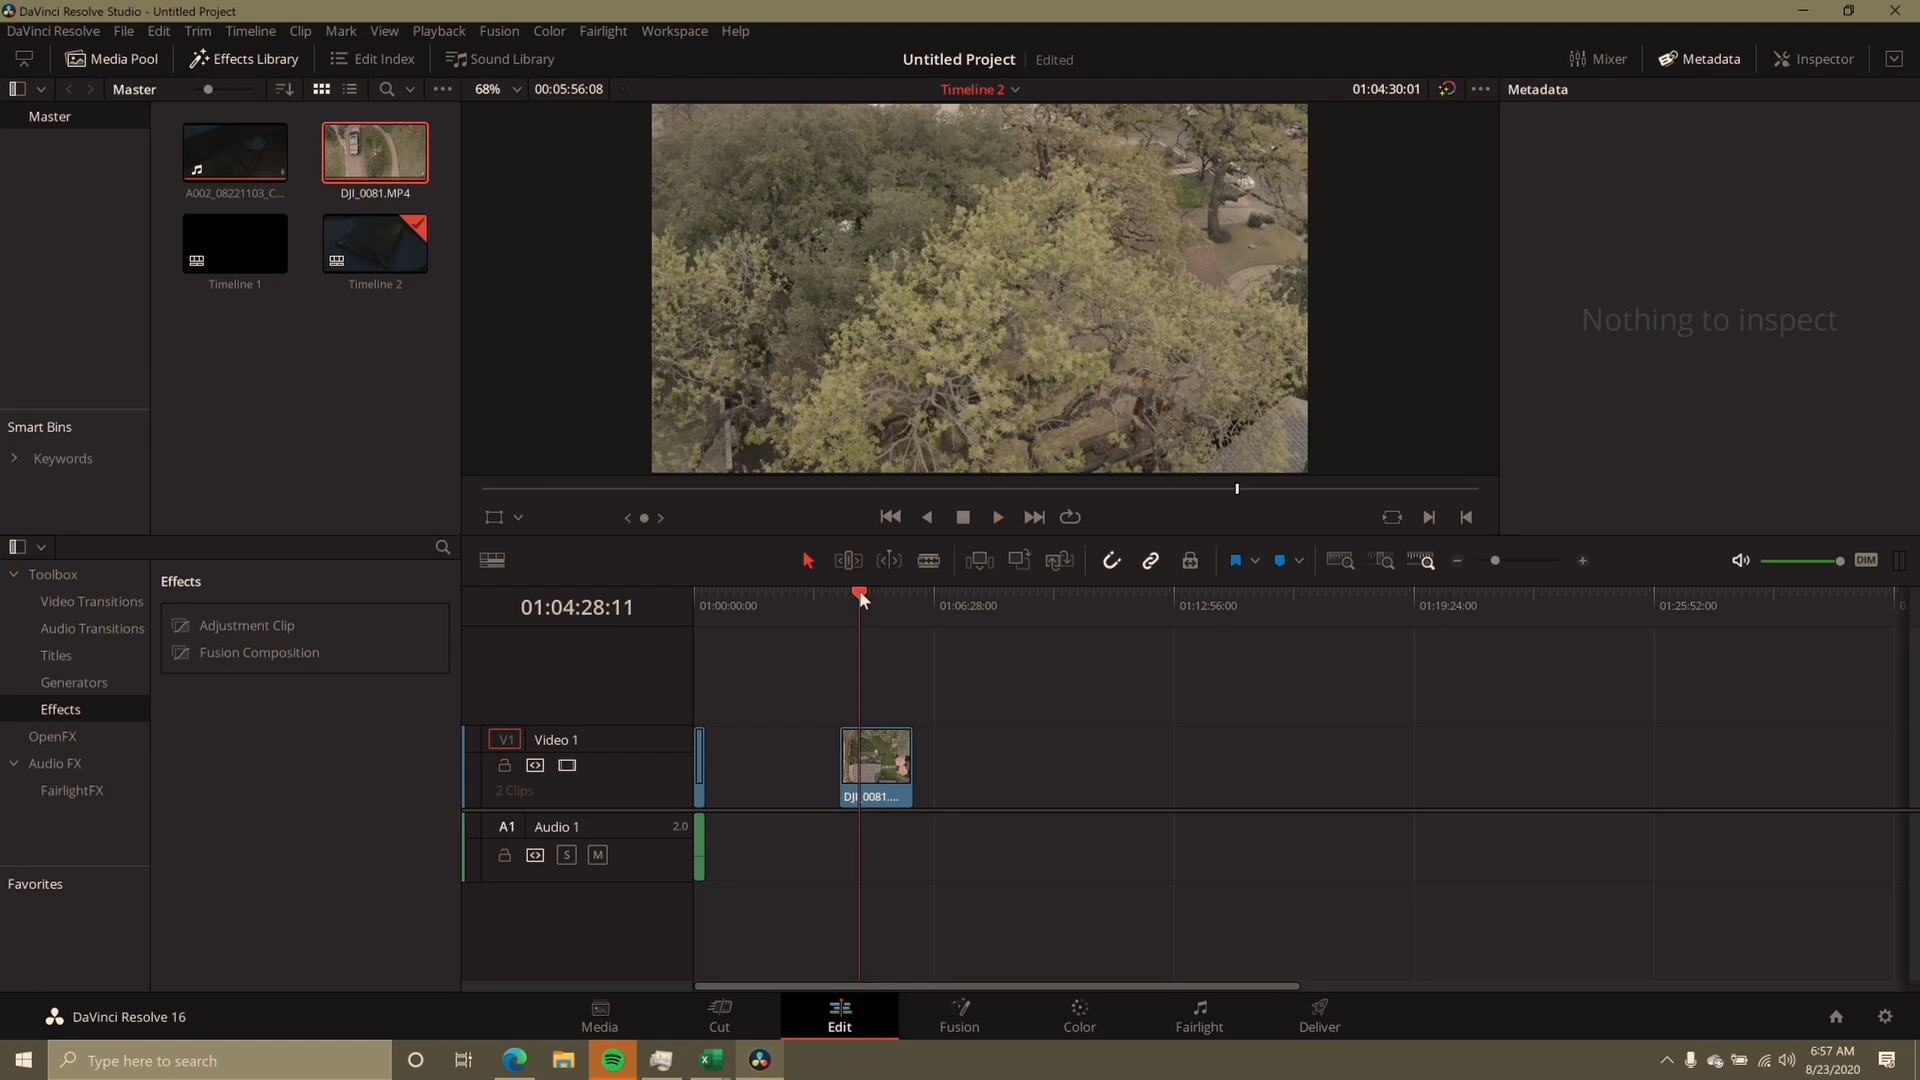 DaVinci Resolve Studio - Untitled Project
DaVinci Resolve File Edit Trim Timeline Clip Mark View Playback Fusion Color Fairlight Workspace Help
Media Pool Effects Library Edit Index Sound Library Untitled Project Edited Mixer Metadata Inspector
Master 68% 00:05:56:08 Timeline 2 01:04:30:01 Metadata
Master
A002_08221103_C... DJI_0081.MP4
Timeline 1 Timeline 2
Nothing to inspect
Smart Bins
Keywords
Toolbox
Video Transitions
Audio Transitions
Titles
Generators
Effects
OpenFX
Audio FX
FairlightFX
Favorites
Effects
Adjustment Clip
Fusion Composition
DIM
01:04:28:11 01:00:00:00 01:06:28:00 01:12:56:00 01:19:24:00 01:25:52:00 0
V1 Video 1
2 Clips
DJI_0081....
A1 Audio 1 2.0
S M
DaVinci Resolve 16 Media Cut Edit Fusion Color Fairlight Deliver
Type here to search
6:57 AM
8/23/2020